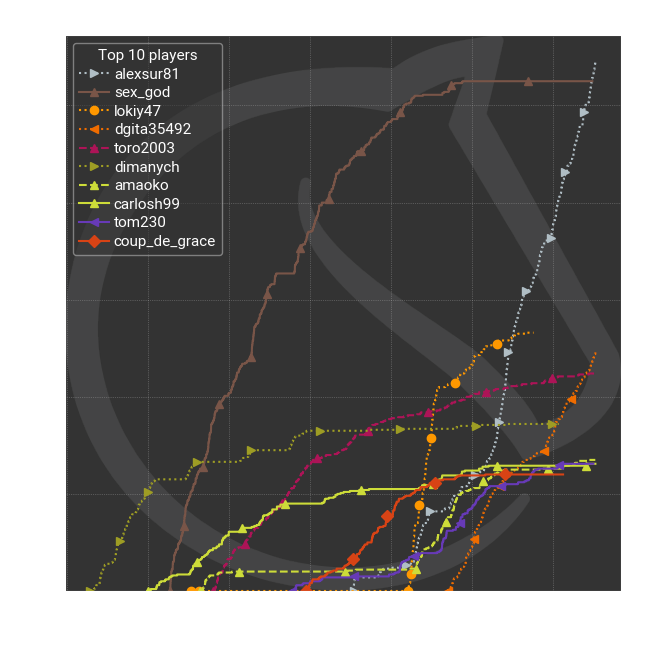 Top 10 players
alexsur81
sex_god
lokiy47
dgita35492
toro2003
dimanych
amaoko
carlosh99
tom230
coup_de_grace